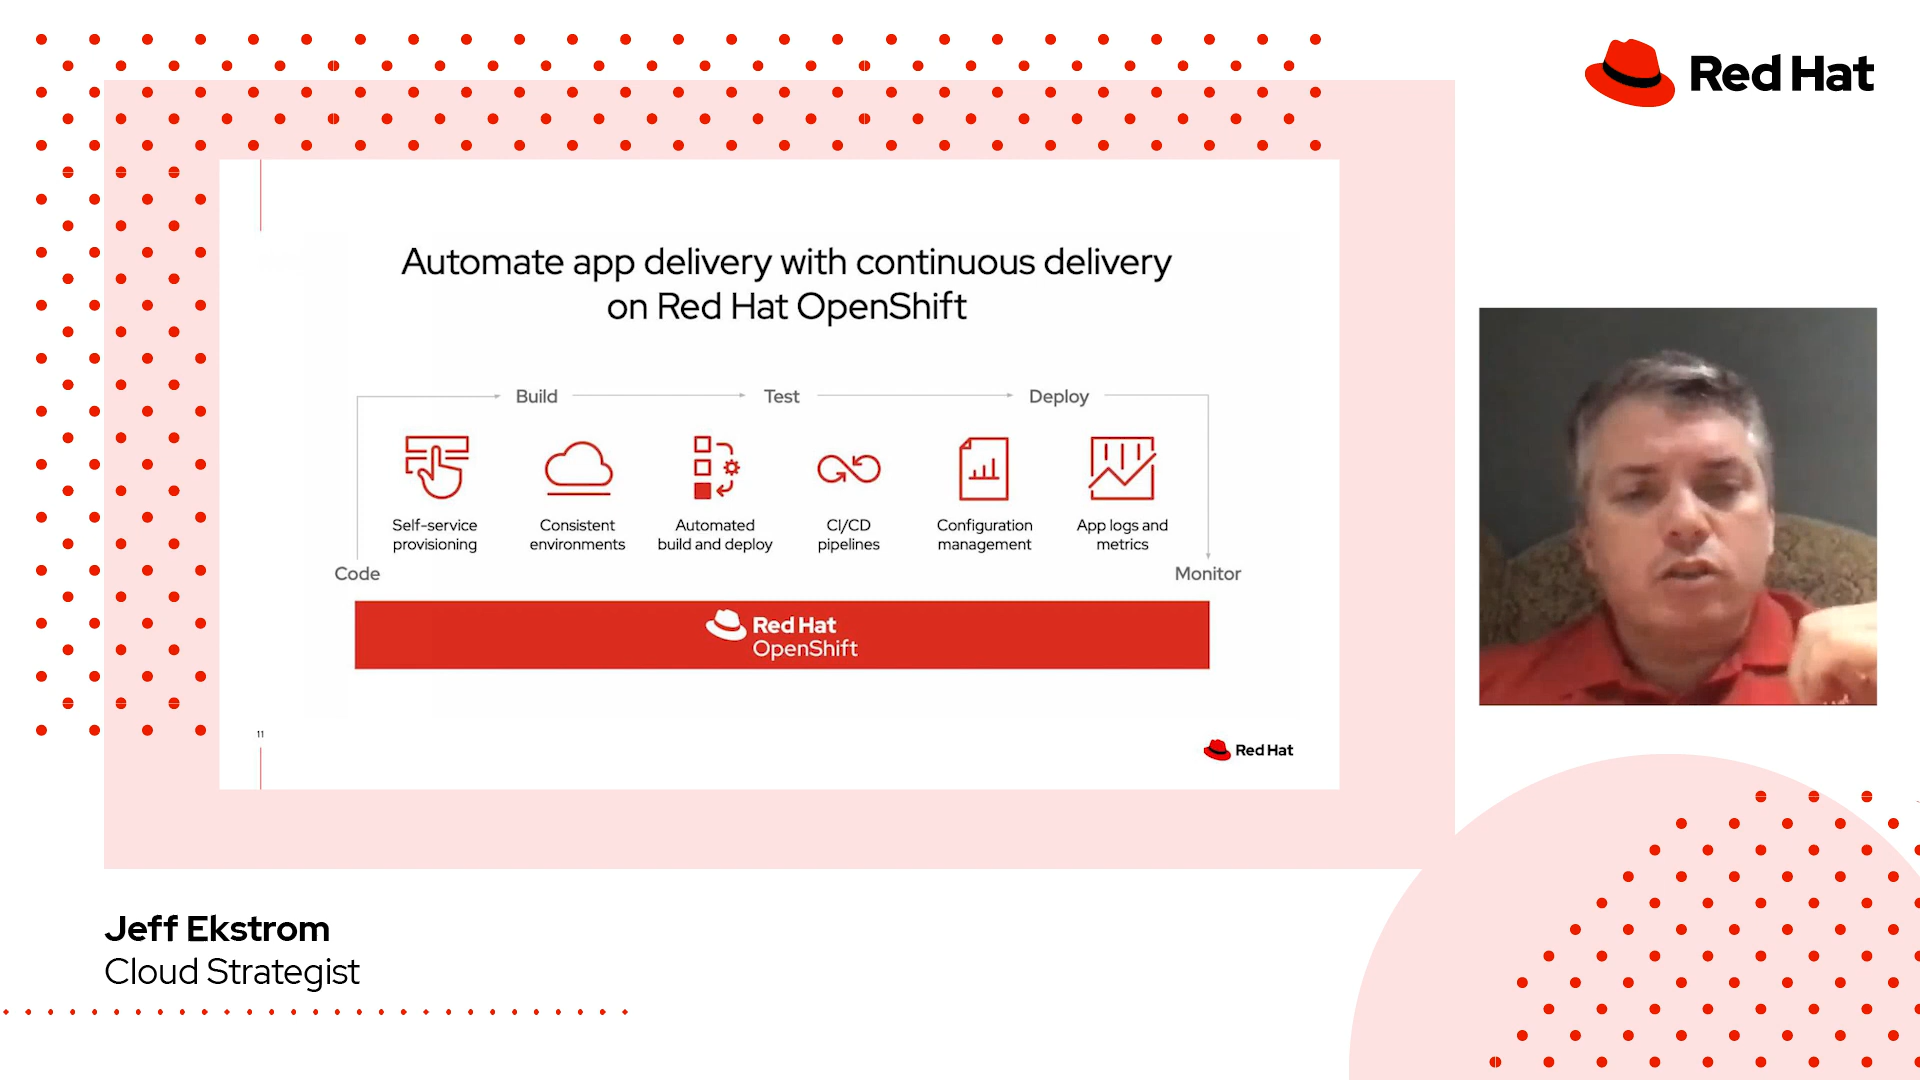 Red Hat
Automate app delivery with continuous delivery
on Red Hat OpenShift
Build
Test
Deploy
Self-service
provisioning
Consistent
environments
Automated
build and deploy
CI/CD
pipelines
Configuration
management
App logs and
metrics
Code
Monitor
Red Hat
OpenShift
11
Red Hat
Jeff Ekstrom
Cloud Strategist